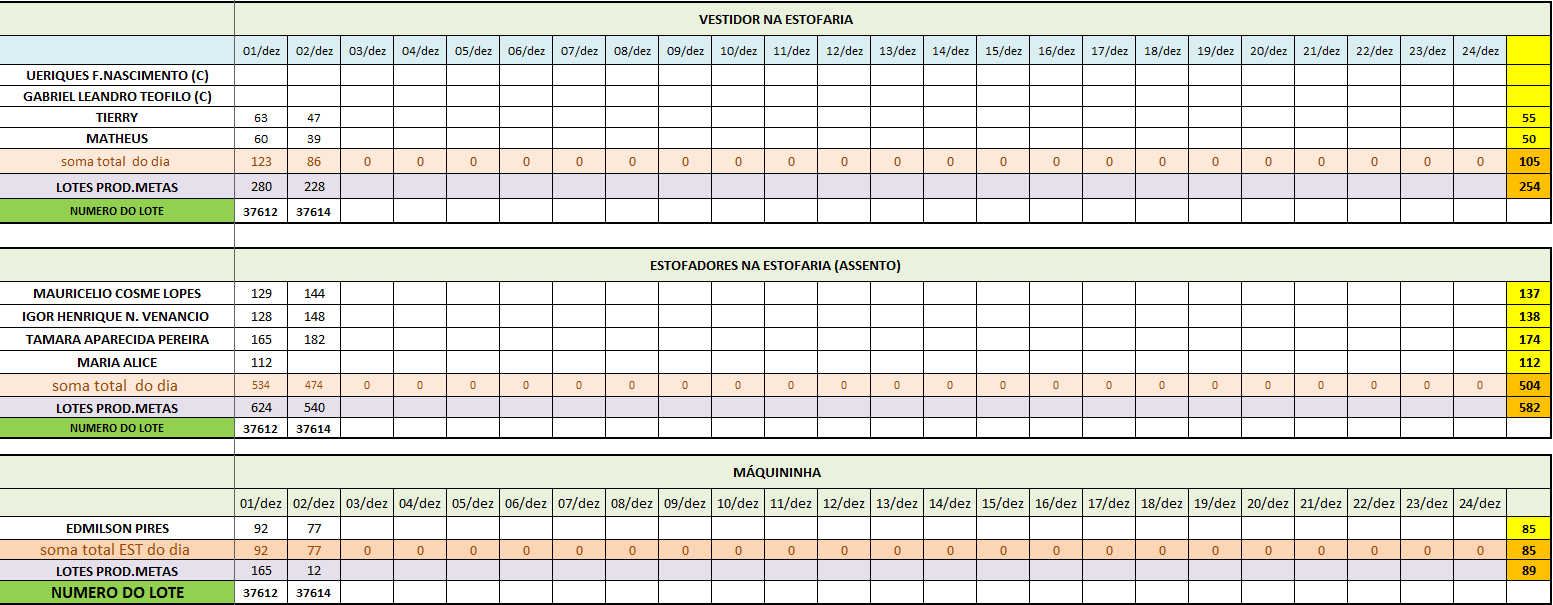 VESTIDOR NA ESTOFARIA
01/dez 02/dez 03/dez 04/dez 05/dez 06/dez 07/dez 08/dez 09/dez 10/dez 11/dez 12/dez 13/dez 14/dez 15/dez 16/dez 17/dez 18/dez 19/dez 20/dez 21/dez 22/dez 23/dez 24/dez
UERIQUES F.NASCIMENTO (C)
GABRIEL LEANDRO TEOFILO (C)
TIERRY 63 47 55
MATHEUS 60 39 50
soma total do dia 123 86 0 0 0 0 0 0 0 0 0 0 0 0 0 0 0 0 0 0 0 0 0 0 105
LOTES PROD.METAS 280 228 254
NUMERO DO LOTE 37612 37614
ESTOFADORES NA ESTOFARIA (ASSENTO)
MAURICELIO COSME LOPES 129 144 137
IGOR HENRIQUE N. VENANCIO 128 148 138
TAMARA APARECIDA PEREIRA 165 182 174
MARIA ALICE 112 112
soma total do dia 534 474 0 0 0 0 0 0 0 0 0 0 0 0 0 0 0 0 0 0 0 0 0 0 504
LOTES PROD.METAS 624 540 582
NUMERO DO LOTE 37612 37614
MÁQUININHA
01/dez 02/dez 03/dez 04/dez 05/dez 06/dez 07/dez 08/dez 09/dez 10/dez 11/dez 12/dez 13/dez 14/dez 15/dez 16/dez 17/dez 18/dez 19/dez 20/dez 21/dez 22/dez 23/dez 24/dez
EDMILSON PIRES 92 77 85
soma total EST do dia 92 77 0 0 0 0 0 0 0 0 0 0 0 0 0 0 0 0 0 0 0 0 0 0 85
LOTES PROD.METAS 165 12 89
NUMERO DO LOTE 37612 37614